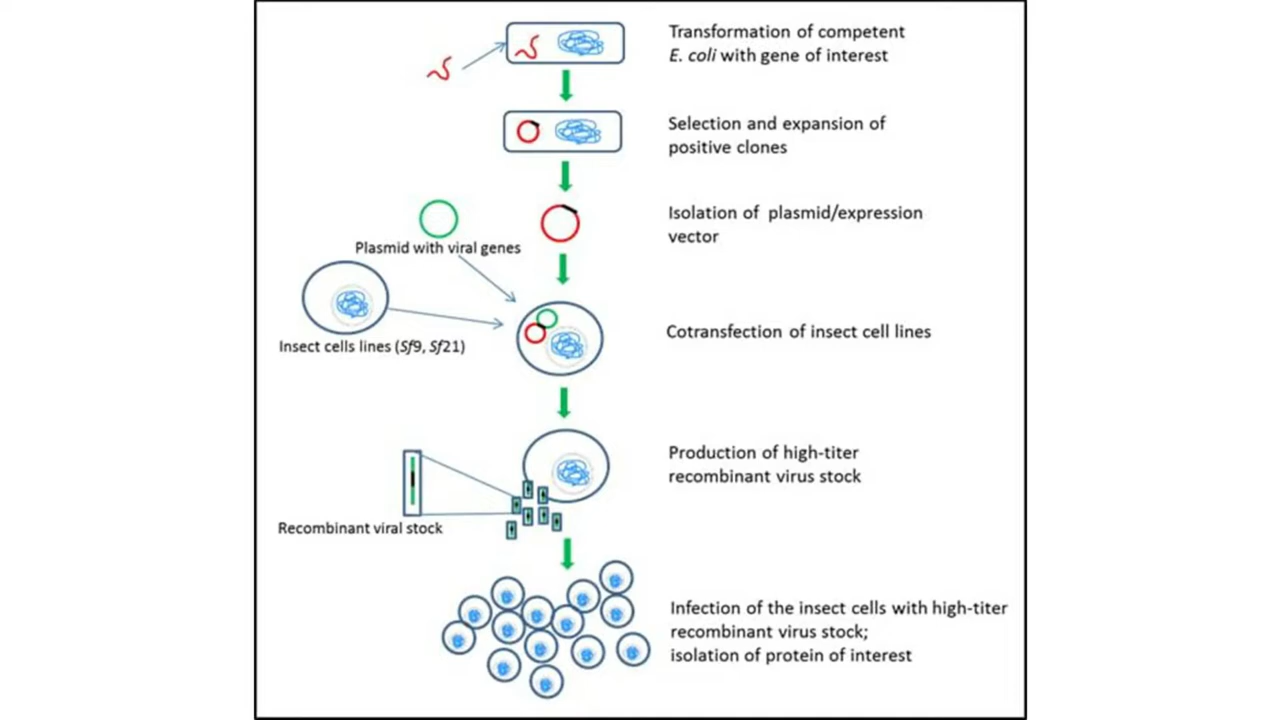 Transformation of competent
E. coli with gene of interest
Selection and expansion of
positive clones
Isolation of plasmid/expression
vector
Plasmid with viral genes
Insect cells lines (Sf9, Sf21)
Cotransfection of insect cell lines
Production of high-titer
recombinant virus stock
Recombinant viral stock
Infection of the insect cells with high-titer
recombinant virus stock;
isolation of protein of interest